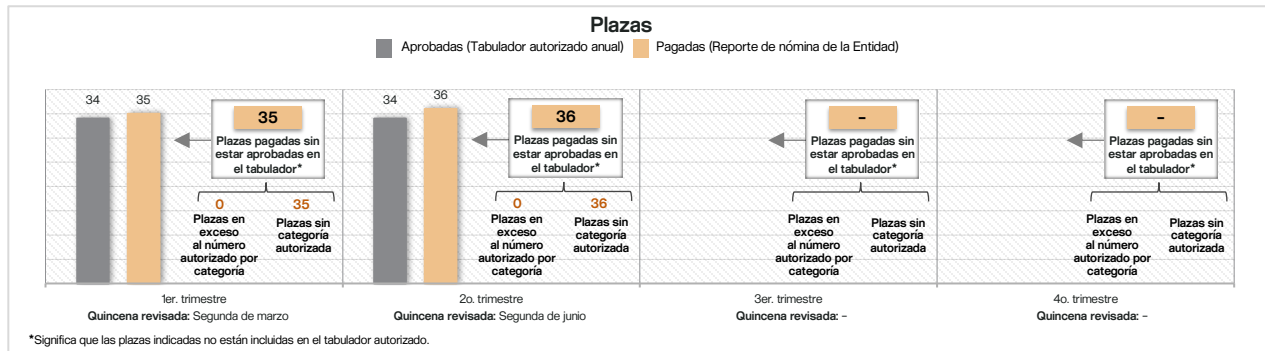 Plazas
Aprobadas (Tabulador autorizado anual)
Pagadas (Reporte de nómina de la Entidad)
34
35
35
Plazas pagadas sin
estar aprobadas en
el tabulador*
0
35
Plazas en
exceso
al número
autorizado por
categoría
Plazas sin
categoría
autorizada
1er. trimestre
Quincena revisada: Segunda de marzo
34
36
36
Plazas pagadas sin
estar aprobadas en
el tabulador*
0
36
Plazas en
exceso
al número
autorizado por
categoría
Plazas sin
categoría
autorizada
2o. trimestre
Quincena revisada: Segunda de junio
-
Plazas pagadas sin
estar aprobadas en
el tabulador*
Plazas en
exceso
al número
autorizado por
categoría
Plazas sin
categoría
autorizada
3er. trimestre
Quincena revisada: -
-
Plazas pagadas sin
estar aprobadas en
el tabulador*
Plazas en
exceso
al número
autorizado por
categoría
Plazas sin
categoría
autorizada
4o. trimestre
Quincena revisada: -
*Significa que las plazas indicadas no están incluidas en el tabulador autorizado.